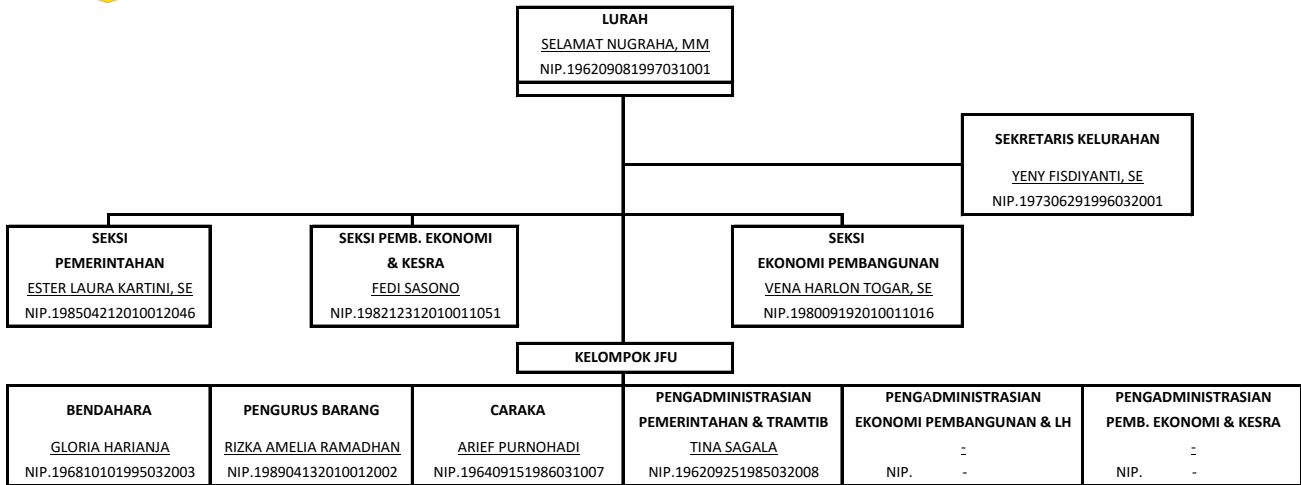 LURAH
SELAMAT NUGRAHA, MM
NIP.196209081997031001
SEKRETARIS KELURAHAN
YENY FISDIYANTI, SE
NIP.197306291996032001
SEKSI
PEMERINTAHAN
ESTER LAURA KARTINI, SE
NIP.198504212010012046
SEKSI PEMB. EKONOMI
& KESRA
FEDI SASONO
NIP.198212312010011051
SEKSI
EKONOMI PEMBANGUNAN
VENA HARLON TOGAR, SE
NIP.198009192010011016
KELOMPOK JFU
BENDAHARA
GLORIA HARIANJA
NIP.196810101995032003
PENGURUS BARANG
RIZKA AMELIA RAMADHAN
NIP.198904132010012002
CARAKA
ARIEF PURNOHADI
NIP.196409151986031007
PENGADMINISTRASIAN
PEMERINTAHAN & TRAMTIB
TINA SAGALA
NIP.196209251985032008
PENGADMINISTRASIAN
EKONOMI PEMBANGUNAN & LH
-
NIP. -
PENGADMINISTRASIAN
PEMB. EKONOMI & KESRA
-
NIP. -